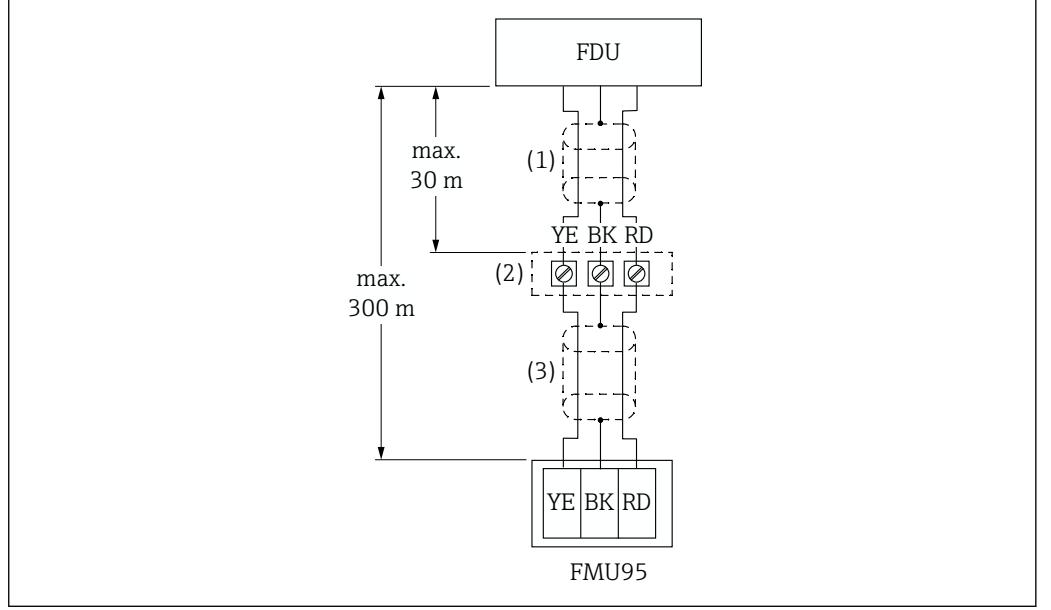 FDU
max.
30 m
(1)
YE BK RD
(2)
max.
300 m
(3)
YE BK RD
FMU95